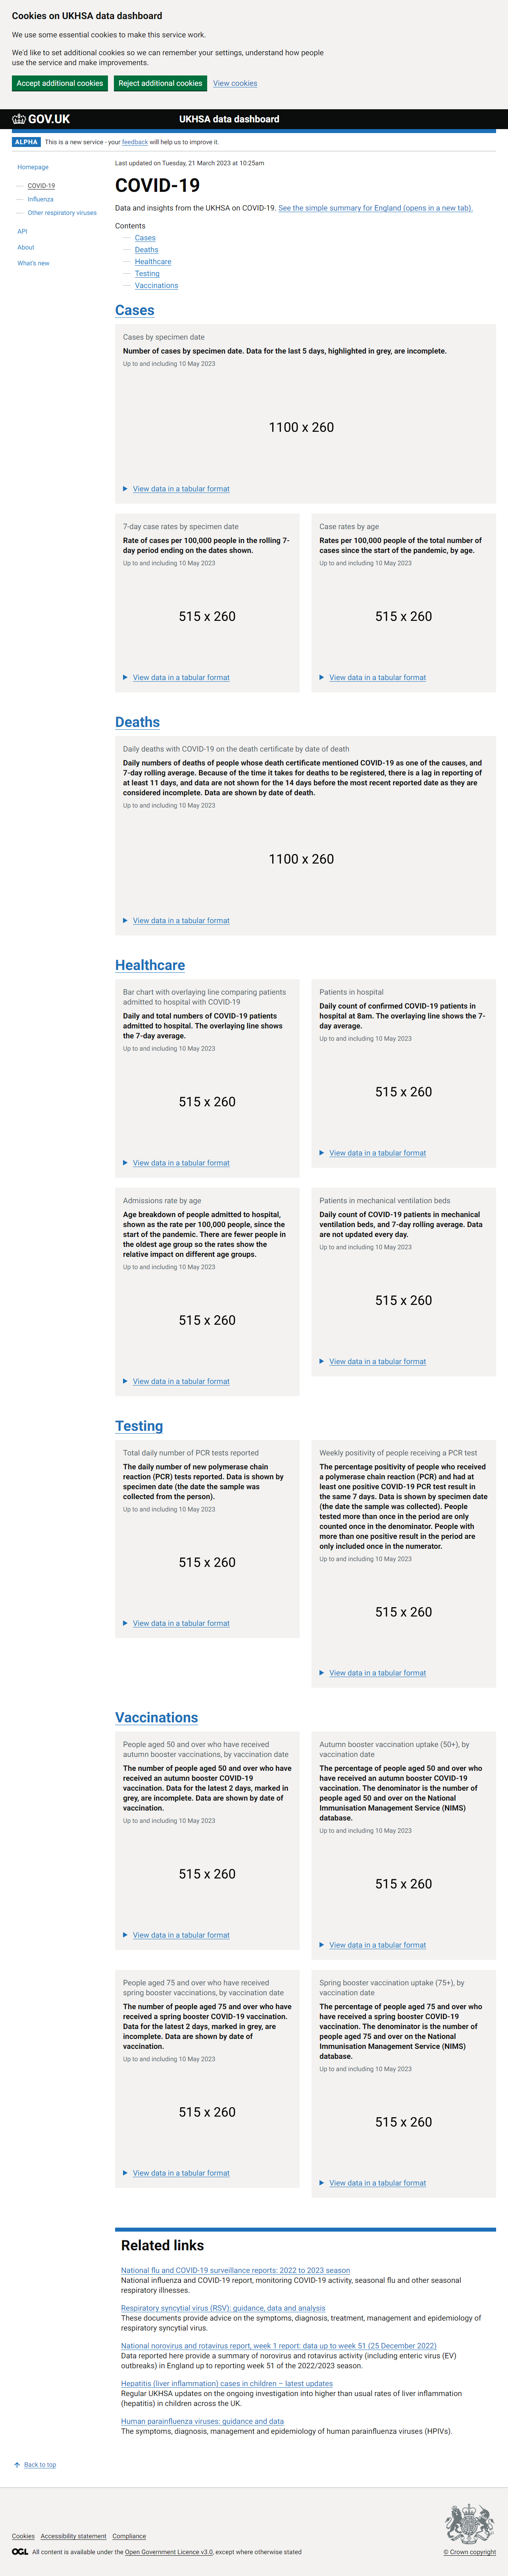 Cookies on UKHSA data dashboard
We use some essential cookies to make this service work.
We'd like to set additional cookies so we can remember your settings, understand how people
use the service and make improvements.
Accept additional cookies Reject additional cookies View cookies
GOV.UK UKHSA data dashboard
ALPHA This is a new service - your feedback will help us to improve it.
Homepage
COVID-19
Influenza
Other respiratory viruses
API
About
What's new
Last updated on Tuesday, 21 March 2023 at 10:25am
COVID-19
Data and insights from the UKHSA on COVID-19. See the simple summary for England (opens in a new tab).
Contents
Cases
Deaths
Healthcare
Testing
Vaccinations
Cases
Cases by specimen date
Number of cases by specimen date. Data for the last 5 days, highlighted in grey, are incomplete.
Up to and including 10 May 2023
1100 x 260
View data in a tabular format
7-day case rates by specimen date
Rate of cases per 100,000 people in the rolling 7-
day period ending on the dates shown.
Up to and including 10 May 2023
515 x 260
View data in a tabular format
Case rates by age
Rates per 100,000 people of the total number of
cases since the start of the pandemic, by age.
Up to and including 10 May 2023
515 x 260
View data in a tabular format
Deaths
Daily deaths with COVID-19 on the death certificate by date of death
Daily numbers of deaths of people whose death certificate mentioned COVID-19 as one of the causes, and
7-day rolling average. Because of the time it takes for deaths to be registered, there is a lag in reporting of
at least 11 days, and data are not shown for the 14 days before the most recent reported date as they are
considered incomplete. Data are shown by date of death.
Up to and including 10 May 2023
1100 x 260
View data in a tabular format
Healthcare
Bar chart with overlaying line comparing patients
admitted to hospital with COVID-19
Daily and total numbers of COVID-19 patients
admitted to hospital. The overlaying line shows
the 7-day average.
Up to and including 10 May 2023
515 x 260
View data in a tabular format
Patients in hospital
Daily count of confirmed COVID-19 patients in
hospital at 8am. The overlaying line shows the 7-
day average.
Up to and including 10 May 2023
515 x 260
View data in a tabular format
Admissions rate by age
Age breakdown of people admitted to hospital,
shown as the rate per 100,000 people, since the
start of the pandemic. There are fewer people in
the oldest age group so the rates show the
relative impact on different age groups.
Up to and including 10 May 2023
515 x 260
View data in a tabular format
Patients in mechanical ventilation beds
Daily count of COVID-19 patients in mechanical
ventilation beds, and 7-day rolling average. Data
are not updated every day.
Up to and including 10 May 2023
515 x 260
View data in a tabular format
Testing
Total daily number of PCR tests reported
The daily number of new polymerase chain
reaction (PCR) tests reported. Data is shown by
specimen date (the date the sample was
collected from the person).
Up to and including 10 May 2023
515 x 260
View data in a tabular format
Weekly positivity of people receiving a PCR test
The percentage positivity of people who received
a polymerase chain reaction (PCR) and had at
least one positive COVID-19 PCR test result in
the same 7 days. Data is shown by specimen date
(the date the sample was collected). People
tested more than once in the period are only
counted once in the denominator. People with
more than one positive result in the period are
only included once in the numerator.
Up to and including 10 May 2023
515 x 260
View data in a tabular format
Vaccinations
People aged 50 and over who have received
autumn booster vaccinations, by vaccination date
The number of people aged 50 and over who have
received an autumn booster COVID-19
vaccination. Data for the latest 2 days, marked in
grey, are incomplete. Data are shown by date of
vaccination.
Up to and including 10 May 2023
515 x 260
View data in a tabular format
Autumn booster vaccination uptake (50+), by
vaccination date
The percentage of people aged 50 and over who
have received an autumn booster COVID-19
vaccination. The denominator is the number of
people aged 50 and over on the National
Immunisation Management Service (NIMS)
database.
Up to and including 10 May 2023
515 x 260
View data in a tabular format
People aged 75 and over who have received
spring booster vaccinations, by vaccination date
The number of people aged 75 and over who have
received a spring booster COVID-19 vaccination.
Data for the latest 2 days, marked in grey, are
incomplete. Data are shown by date of
vaccination.
Up to and including 10 May 2023
515 x 260
View data in a tabular format
Spring booster vaccination uptake (75+), by
vaccination date
The percentage of people aged 75 and over who
have received a spring booster COVID-19
vaccination. The denominator is the number of
people aged 75 and over on the National
Immunisation Management Service (NIMS)
database.
Up to and including 10 May 2023
515 x 260
View data in a tabular format
Related links
National flu and COVID-19 surveillance reports: 2022 to 2023 season
National influenza and COVID-19 report, monitoring COVID-19 activity, seasonal flu and other seasonal
respiratory illnesses.
Respiratory syncytial virus (RSV): guidance, data and analysis
These documents provide advice on the symptoms, diagnosis, treatment, management and epidemiology of
respiratory syncytial virus.
National norovirus and rotavirus report, week 1 report: data up to week 51 (25 December 2022)
Data reported here provide a summary of norovirus and rotavirus activity (including enteric virus (EV)
outbreaks) in England up to reporting week 51 of the 2022/2023 season.
Hepatitis (liver inflammation) cases in children – latest updates
Regular UKHSA updates on the ongoing investigation into higher than usual rates of liver inflammation
(hepatitis) in children across the UK.
Human parainfluenza viruses: guidance and data
The symptoms, diagnosis, management and epidemiology of human parainfluenza viruses (HPIVs).
Back to top
Cookies Accessibility statement Compliance
OGL All content is available under the Open Government Licence v3.0, except where otherwise stated
© Crown copyright